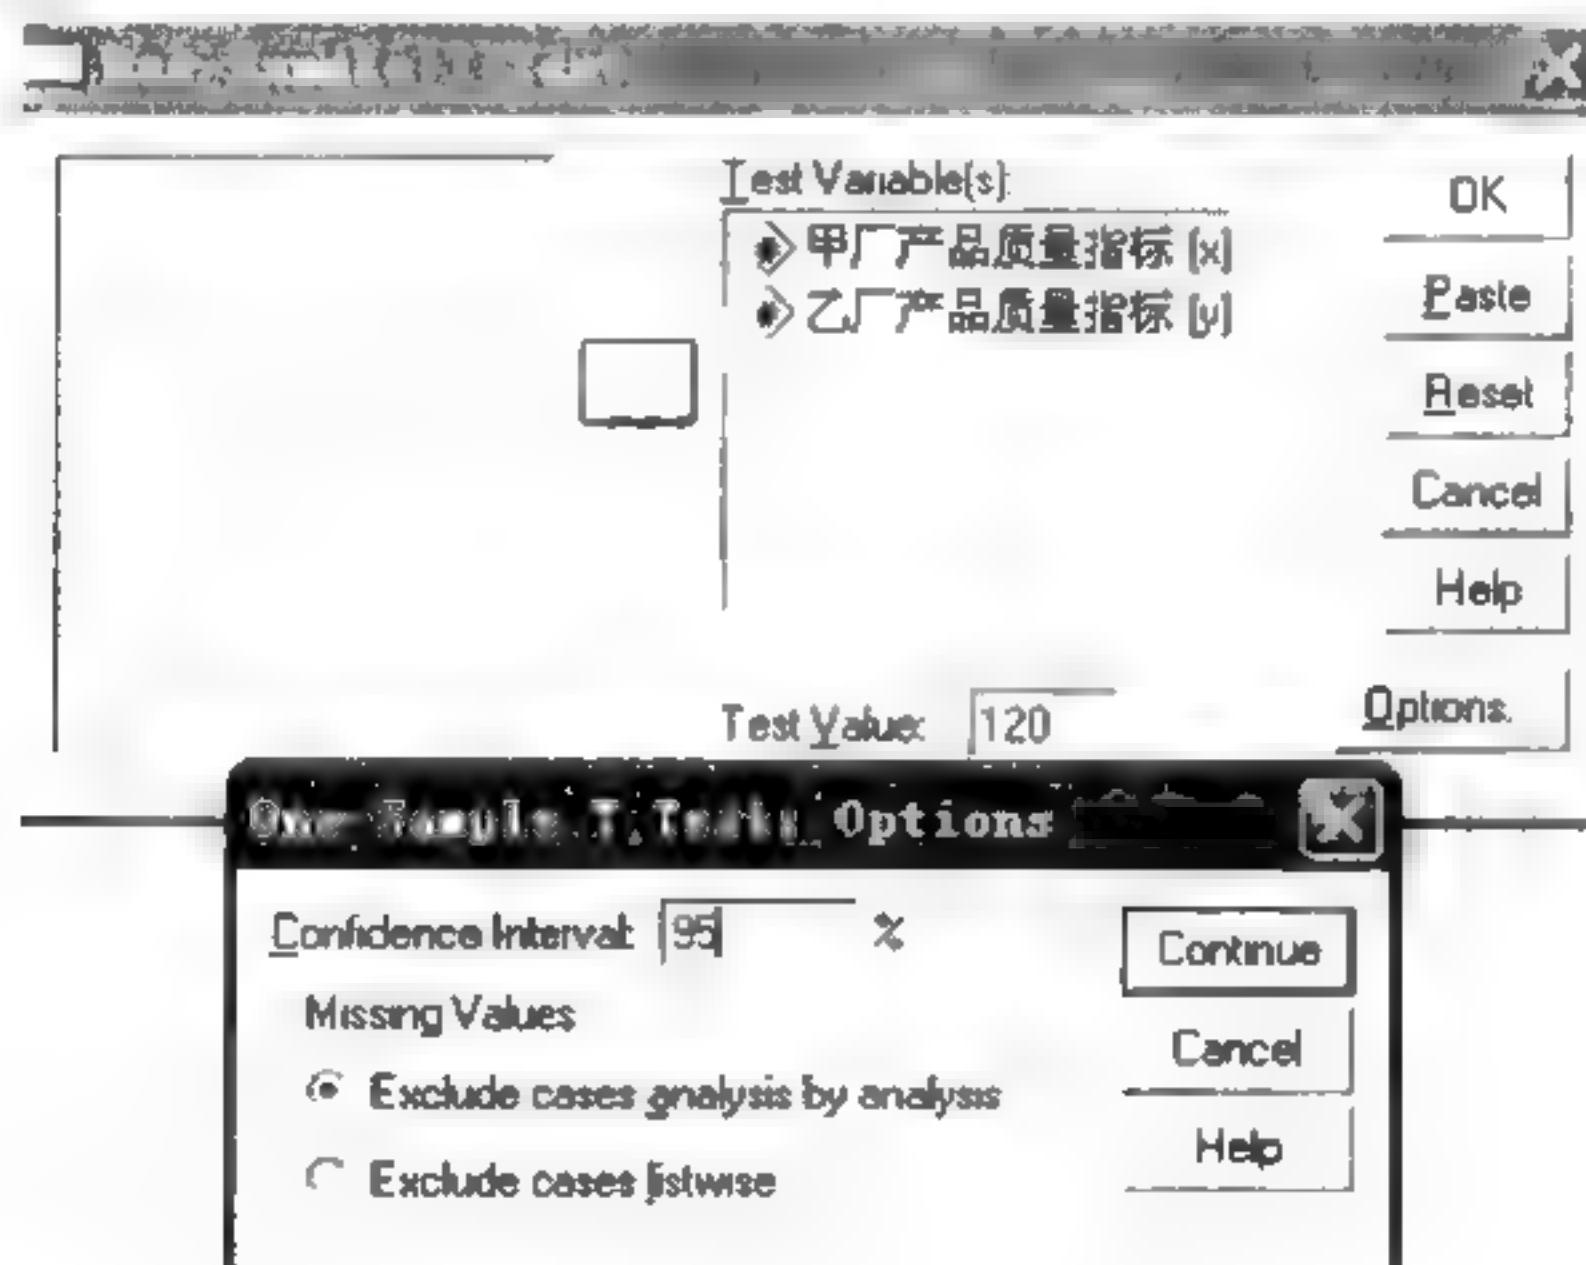 Test Variable(s):
甲厂产品质量指标 (x)
乙厂产品质量指标 (y)
OK
Paste
Reset
Cancel
Help
Test Value: 120
Options.
One-Sample T Test: Options
Confidence Interval: 95 %
Missing Values
Exclude cases analysis by analysis
Exclude cases listwise
Continue
Cancel
Help